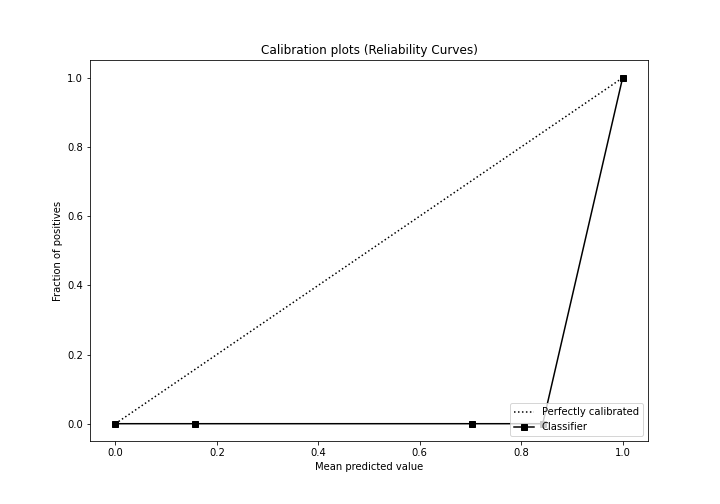 Calibration plots (Reliability Curves)
1.0
0.8
0.6
0.4
0.2
0.0
Fraction of positives
0.0 0.2 0.4 0.6 0.8 1.0
Mean predicted value
Perfectly calibrated
Classifier